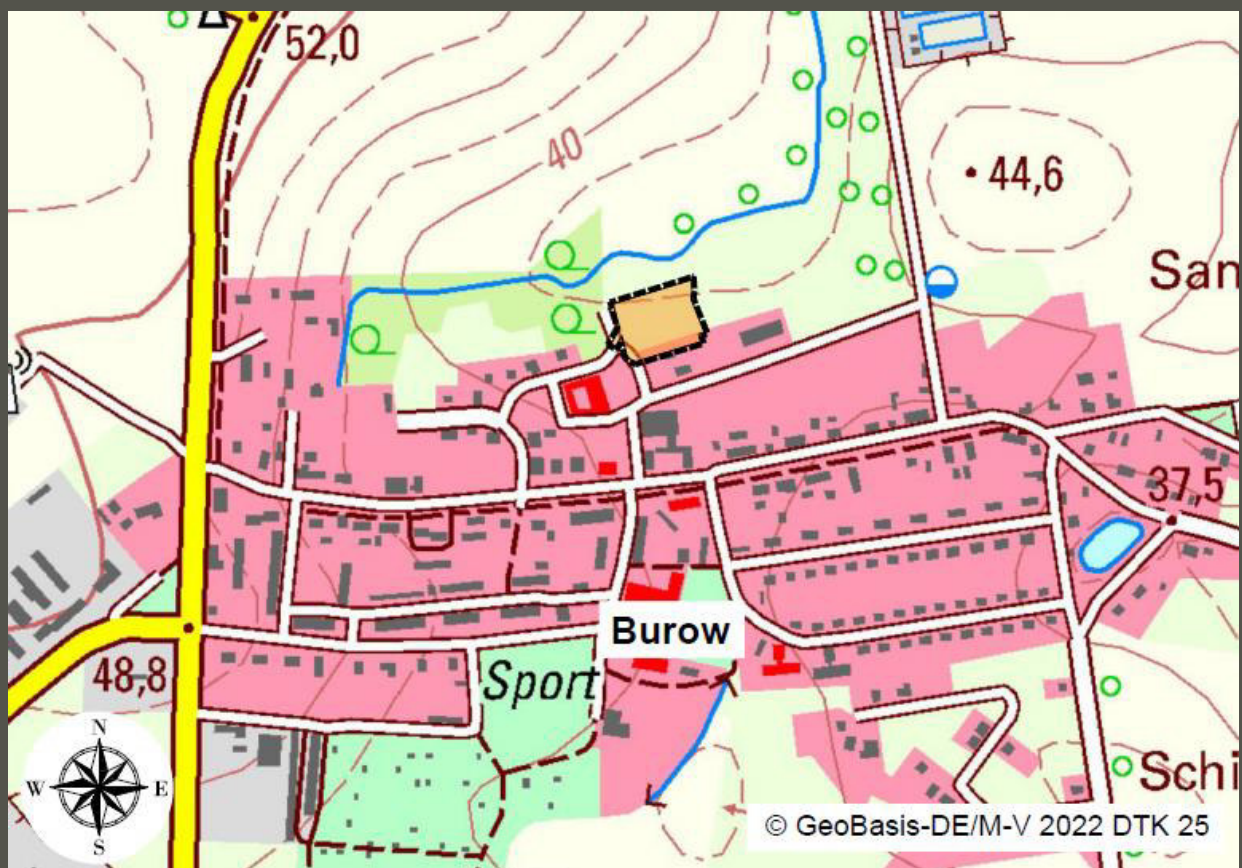 52,0
40
44,6
San
37,5
Burow
48,8
Sport
Schi
N
W
E
S
© GeoBasis-DE/M-V 2022 DTK 25